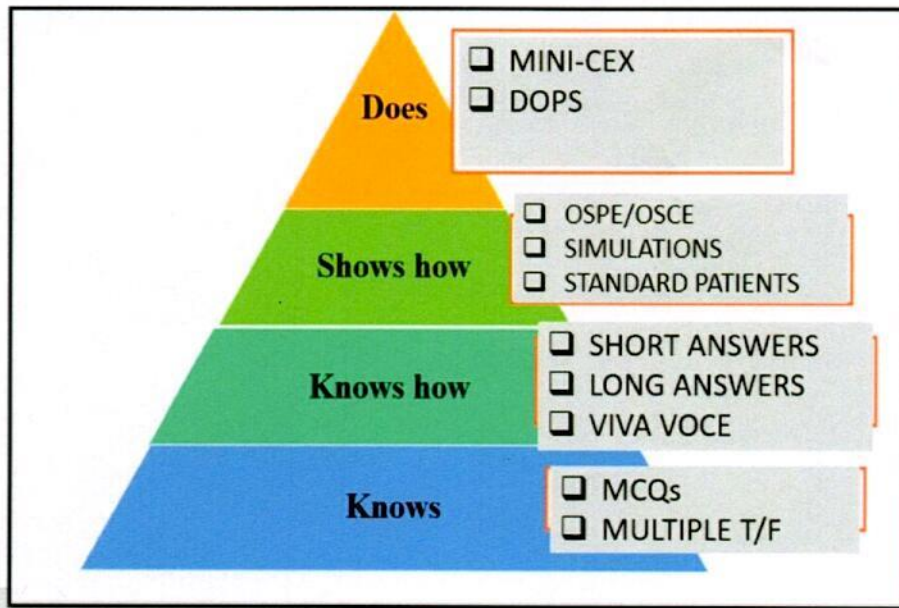 Does
❑ MINI-CEX
❑ DOPS
Shows how
❑ OSPE/OSCE
❑ SIMULATIONS
❑ STANDARD PATIENTS
Knows how
❑ SHORT ANSWERS
❑ LONG ANSWERS
❑ VIVA VOCE
Knows
❑ MCQs
❑ MULTIPLE T/F